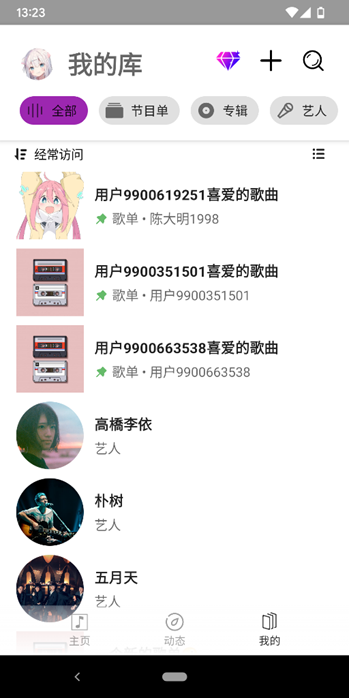 13:23
我的库
全部
节目单
专辑
艺人
经常访问
用户9900619251喜爱的歌曲
歌单 • 陈大明1998
用户9900351501喜爱的歌曲
歌单 • 用户9900351501
用户9900663538喜爱的歌曲
歌单 • 用户9900663538
高橋李依
艺人
朴树
艺人
五月天
艺人
主页
动态
我的